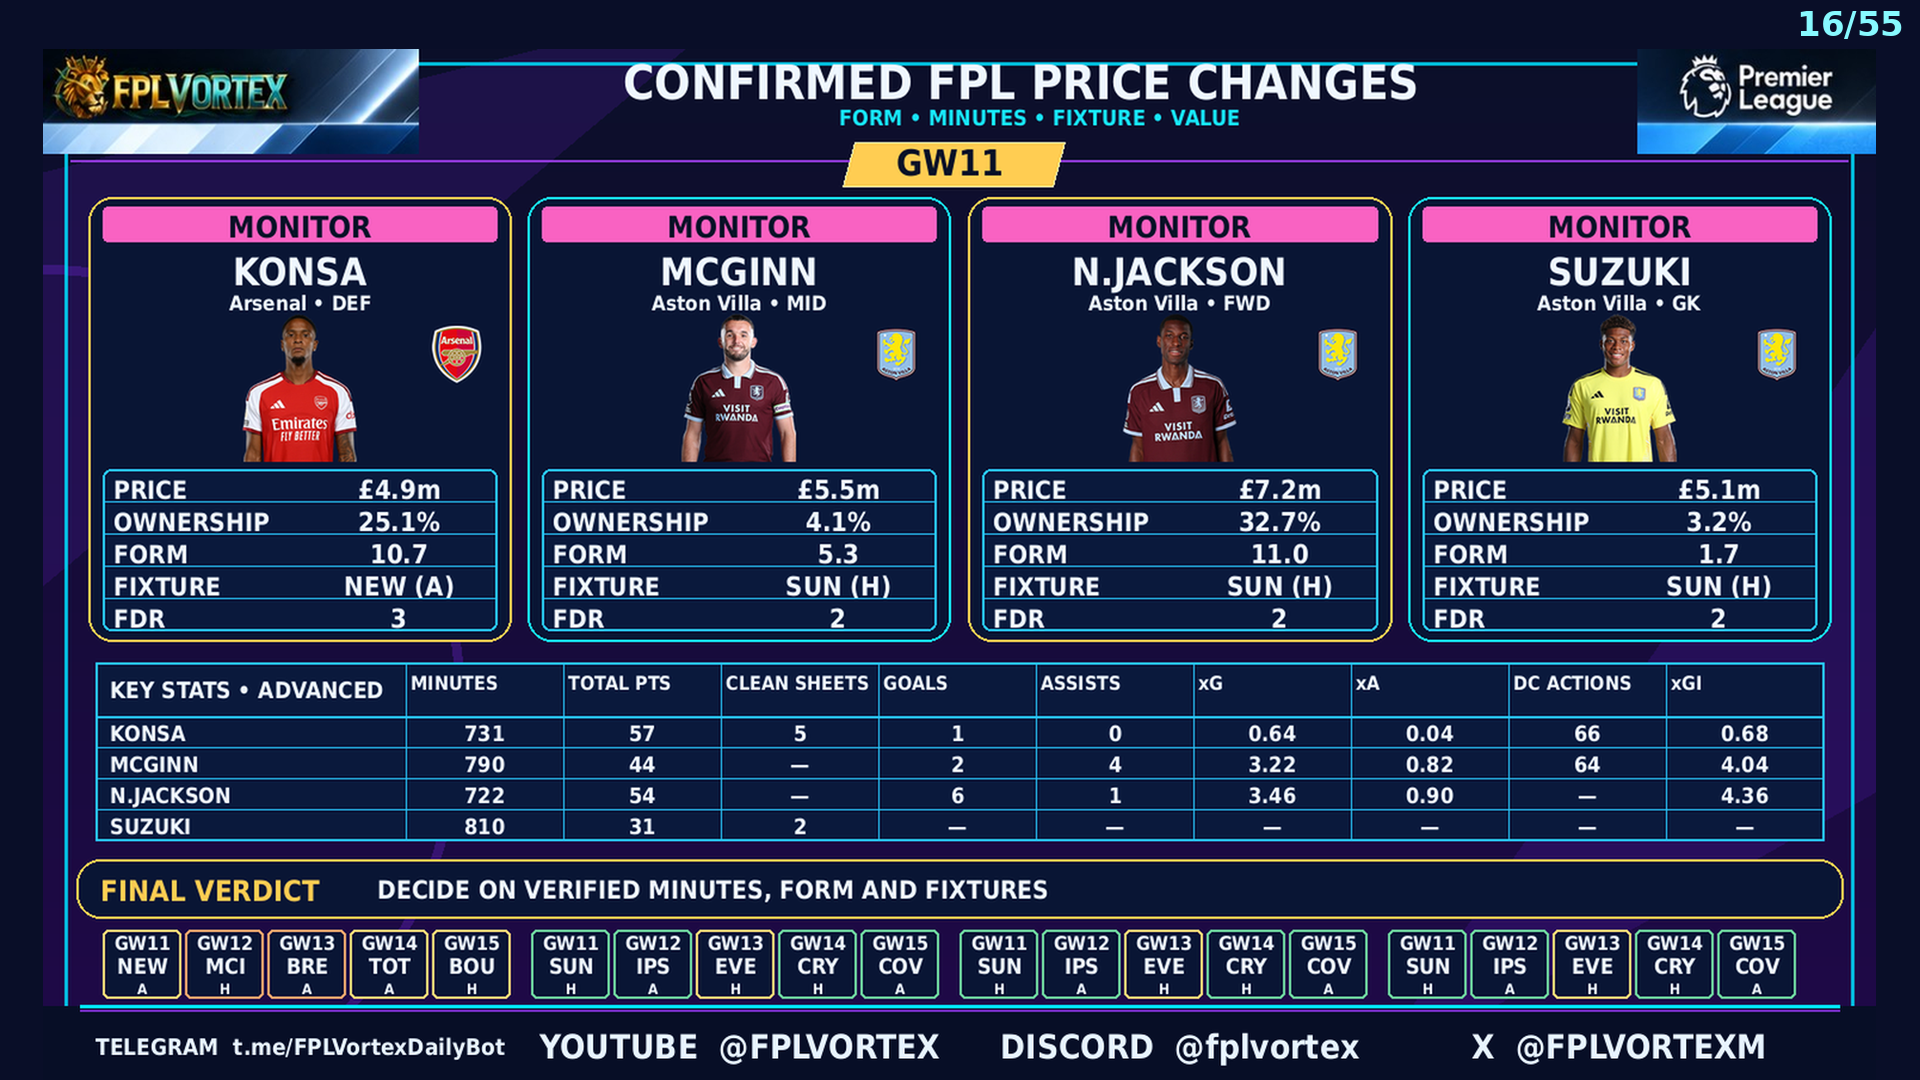 16/55
FPLVORTEX
CONFIRMED FPL PRICE CHANGES
Premier League
FORM • MINUTES • FIXTURE • VALUE
GW11
MONITOR
KONSA
Arsenal • DEF
Arsenal
Emirates
FLY BETTER
PRICE £4.9m
OWNERSHIP 25.1%
FORM 10.7
FIXTURE NEW (A)
FDR 3
MONITOR
MCGINN
Aston Villa • MID
VISIT
RWANDA
PRICE £5.5m
OWNERSHIP 4.1%
FORM 5.3
FIXTURE SUN (H)
FDR 2
MONITOR
N.JACKSON
Aston Villa • FWD
VISIT
RWANDA
PRICE £7.2m
OWNERSHIP 32.7%
FORM 11.0
FIXTURE SUN (H)
FDR 2
MONITOR
SUZUKI
Aston Villa • GK
VISIT
RWANDA
PRICE £5.1m
OWNERSHIP 3.2%
FORM 1.7
FIXTURE SUN (H)
FDR 2
KEY STATS • ADVANCED MINUTES TOTAL PTS CLEAN SHEETS GOALS ASSISTS xG xA DC ACTIONS xGI
KONSA 731 57 5 1 0 0.64 0.04 66 0.68
MCGINN 790 44 — 2 4 3.22 0.82 64 4.04
N.JACKSON 722 54 — 6 1 3.46 0.90 — 4.36
SUZUKI 810 31 2 — — — — — —
FINAL VERDICT DECIDE ON VERIFIED MINUTES, FORM AND FIXTURES
GW11 GW12 GW13 GW14 GW15 GW11 GW12 GW13 GW14 GW15 GW11 GW12 GW13 GW14 GW15 GW11 GW12 GW13 GW14 GW15
NEW MCI BRE TOT BOU SUN IPS EVE CRY COV SUN IPS EVE CRY COV SUN IPS EVE CRY COV
A H A A H H A H H A H A H H A H A H H A
TELEGRAM t.me/FPLVortexDailyBot YOUTUBE @FPLVORTEX DISCORD @fplvortex X @FPLVORTEXM